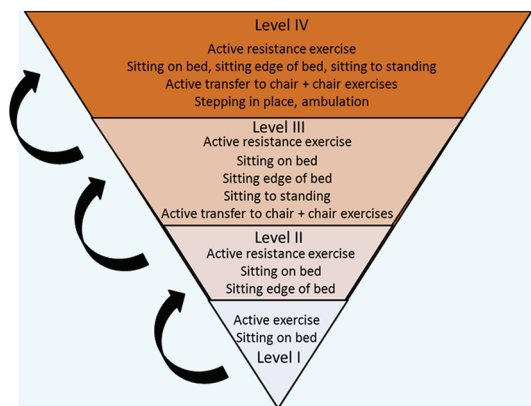 Level IV
Active resistance exercise
Sitting on bed, sitting edge of bed, sitting to standing
Active transfer to chair + chair exercises
Stepping in place, ambulation
Level III
Active resistance exercise
Sitting on bed
Sitting edge of bed
Sitting to standing
Active transfer to chair + chair exercises
Level II
Active resistance exercise
Sitting on bed
Sitting edge of bed
Active exercise
Sitting on bed
Level I